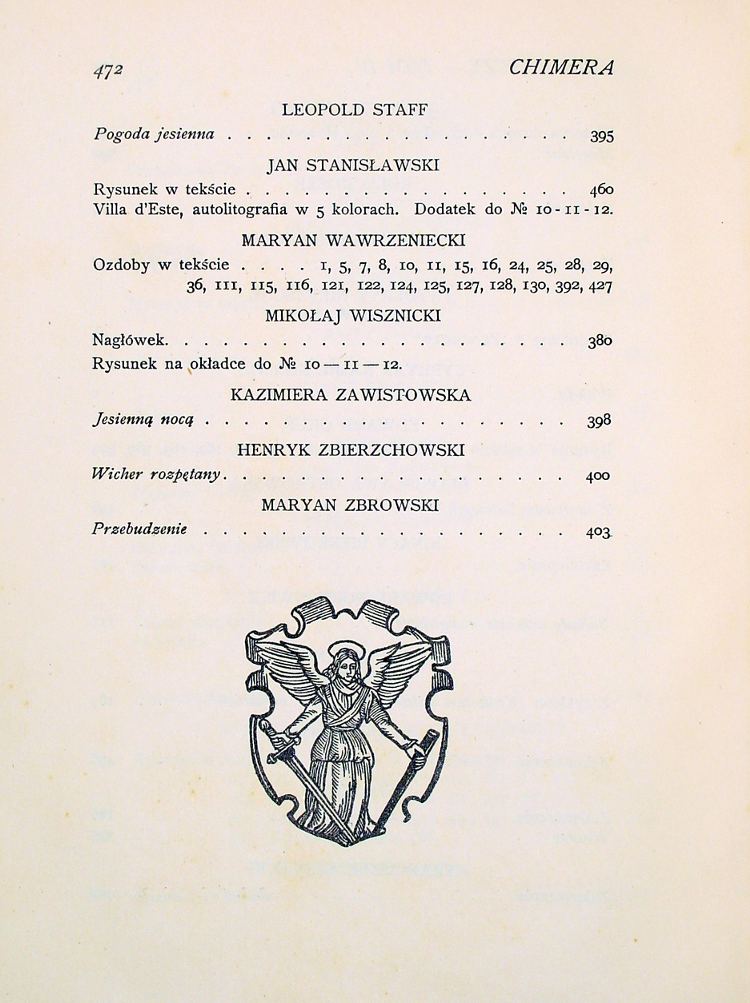 472 CHIMERA
LEOPOLD STAFF
Pogoda jesienna . . . . . . . . . . . . . . . . . . 395
JAN STANISŁAWSKI
Rysunek w tekście . . . . . . . . . . . . . . . . . 460
Villa d'Este, autolitografia w 5 kolorach. Dodatek do № 10-11-12.
MARYAN WAWRZENIECKI
Ozdoby w tekście . . . . 1, 5, 7, 8, 10, 11, 15, 16, 24, 25, 28, 29,
36, 111, 115, 116, 121, 122, 124, 125, 127, 128, 130, 392, 427
MIKOŁAJ WISZNICKI
Nagłówek. . . . . . . . . . . . . . . . . . . . . 380
Rysunek na okładce do № 10—11—12.
KAZIMIERA ZAWISTOWSKA
Jesienną nocą . . . . . . . . . . . . . . . . . . . 398
HENRYK ZBIERZCHOWSKI
Wicher rozpętany. . . . . . . . . . . . . . . . . . 400
MARYAN ZBROWSKI
Przebudzenie . . . . . . . . . . . . . . . . . . . 403